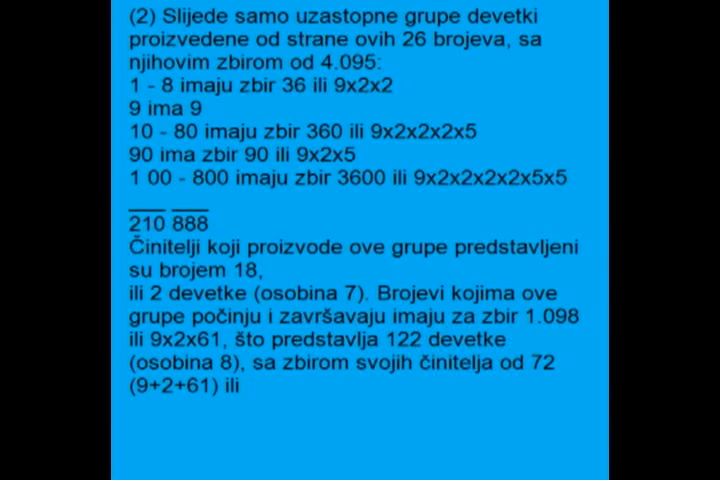 (2) Slijede samo uzastopne grupe devetki
proizvedene od strane ovih 26 brojeva, sa
njihovim zbirom od 4.095:
1 - 8 imaju zbir 36 ili 9x2x2
9 ima 9
10 - 80 imaju zbir 360 ili 9x2x2x2x5
90 ima zbir 90 ili 9x2x5
1 00 - 800 imaju zbir 3600 ili 9x2x2x2x2x5x5
___ ___
210 888
Činitelji koji proizvode ove grupe predstavljeni
su brojem 18,
ili 2 devetke (osobina 7). Brojevi kojima ove
grupe počinju i završavaju imaju za zbir 1.098
ili 9x2x61, što predstavlja 122 devetke
(osobina 8), sa zbirom svojih činitelja od 72
(9+2+61) ili